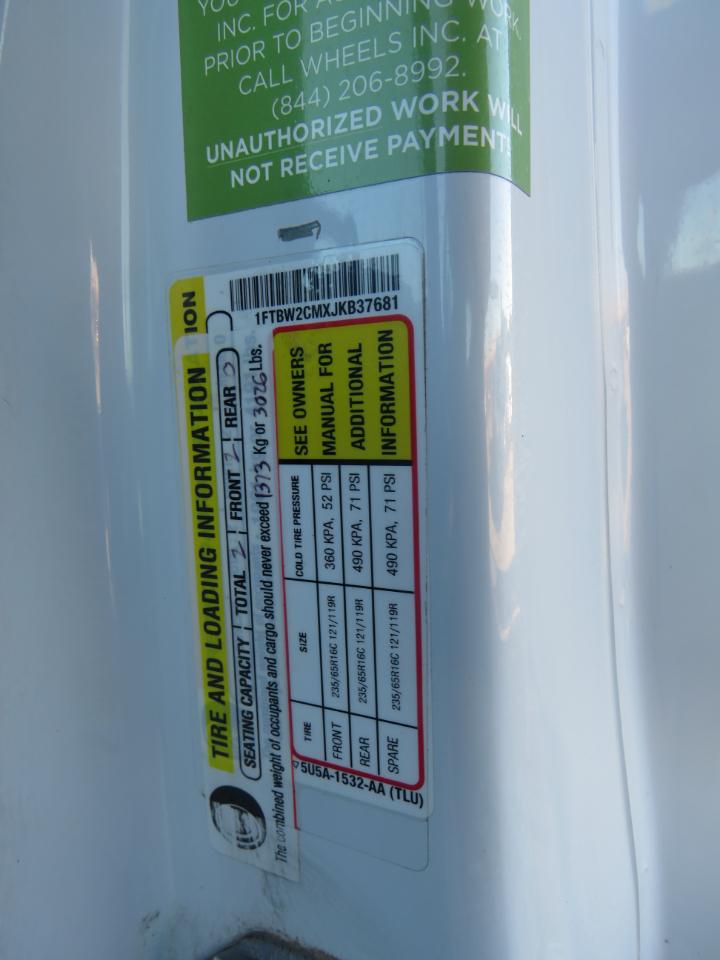 INC. FOR
PRIOR TO BEGINNING WORK.
CALL WHEELS INC. AT
(844) 206-8992.
UNAUTHORIZED WORK WILL
NOT RECEIVE PAYMENT.
1FTBW2CMXJKB37681
TIRE AND LOADING INFORMATION
SEATING CAPACITY TOTAL 2 FRONT 2 REAR 0
The combined weight of occupants and cargo should never exceed 1373 Kg or 3026 Lbs.
TIRE SIZE COLD TIRE PRESSURE SEE OWNERS
FRONT 235/65R16C 121/119R 360 KPA, 52 PSI MANUAL FOR
REAR 235/65R16C 121/119R 490 KPA, 71 PSI ADDITIONAL
SPARE 235/65R16C 121/119R 490 KPA, 71 PSI INFORMATION
5U5A-1532-AA (TLU)